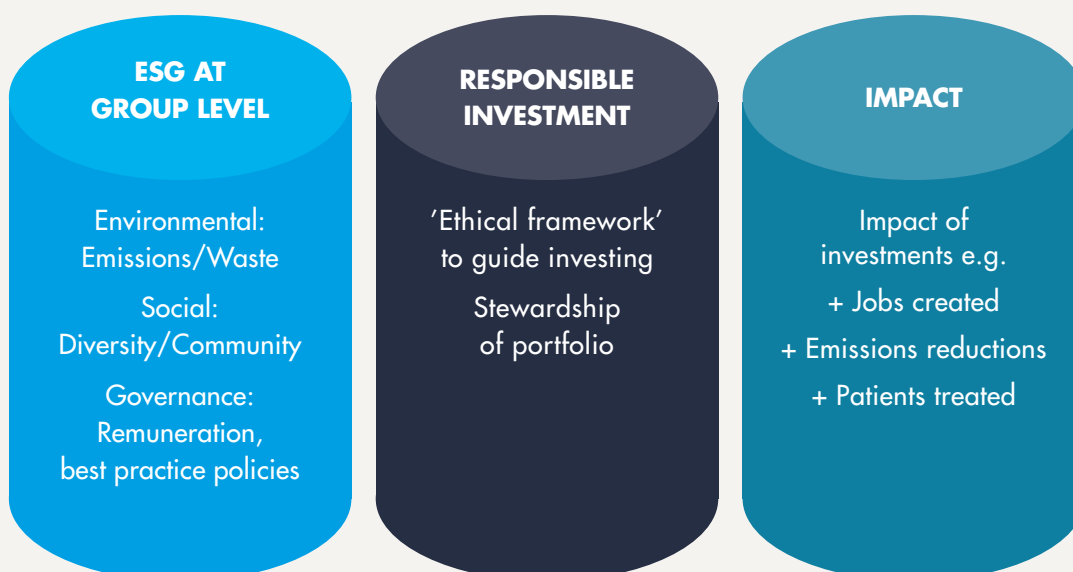 ESG AT
GROUP LEVEL
Environmental:
Emissions/Waste
Social:
Diversity/Community
Governance:
Remuneration,
best practice policies
RESPONSIBLE
INVESTMENT
‘Ethical framework’
to guide investing
Stewardship
of portfolio
IMPACT
Impact of
investments e.g.
+ Jobs created
+ Emissions reductions
+ Patients treated